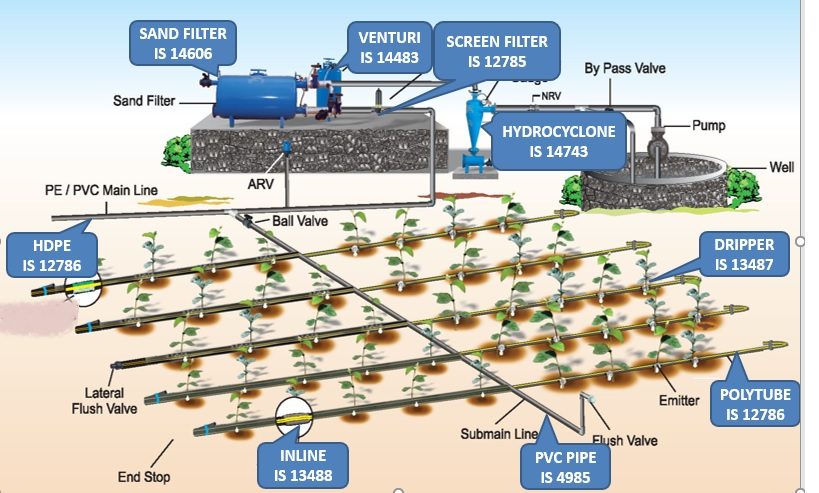 SAND FILTER
IS 14606
VENTURI
IS 14483
SCREEN FILTER
IS 12785
By Pass Valve
NRV
Sand Filter
HYDROCYCLONE
IS 14743
Pump
Well
ARV
PE / PVC Main Line
Ball Valve
HDPE
IS 12786
DRIPPER
IS 13487
Lateral
Flush Valve
Emitter
POLYTUBE
IS 12786
Submain Line
Flush Valve
INLINE
IS 13488
PVC PIPE
IS 4985
End Stop